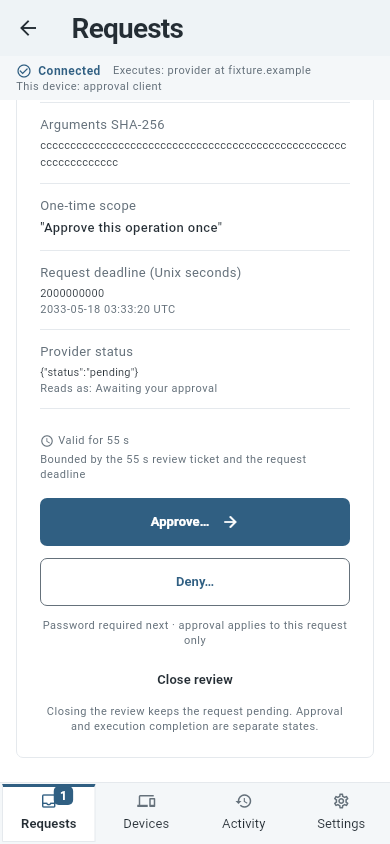 Requests
Connected Executes: provider at fixture.example
This device: approval client
Arguments SHA-256
ccccccccccccccccccccccccccccccccccccccccccccccccccc
ccccccccccccc
One-time scope
"Approve this operation once"
Request deadline (Unix seconds)
2000000000
2033-05-18 03:33:20 UTC
Provider status
{"status":"pending"}
Reads as: Awaiting your approval
Valid for 55 s
Bounded by the 55 s review ticket and the request
deadline
Approve…
Deny…
Password required next · approval applies to this request
only
Close review
Closing the review keeps the request pending. Approval
and execution completion are separate states.
1
Requests Devices Activity Settings